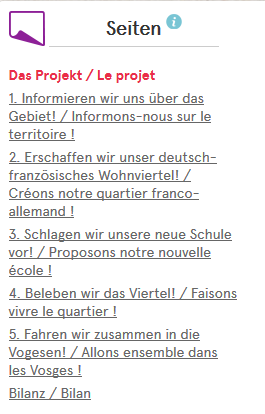 Seiten
Das Projekt / Le projet
1. Informieren wir uns über das
Gebiet! / Informons-nous sur le
territoire !
2. Erschaffen wir unser deutsch-
französisches Wohnviertel! /
Créons notre quartier franco-
allemand !
3. Schlagen wir unsere neue Schule
vor! / Proposons notre nouvelle
école !
4. Beleben wir das Viertel! / Faisons
vivre le quartier !
5. Fahren wir zusammen in die
Vogesen! / Allons ensemble dans
les Vosges !
Bilanz / Bilan